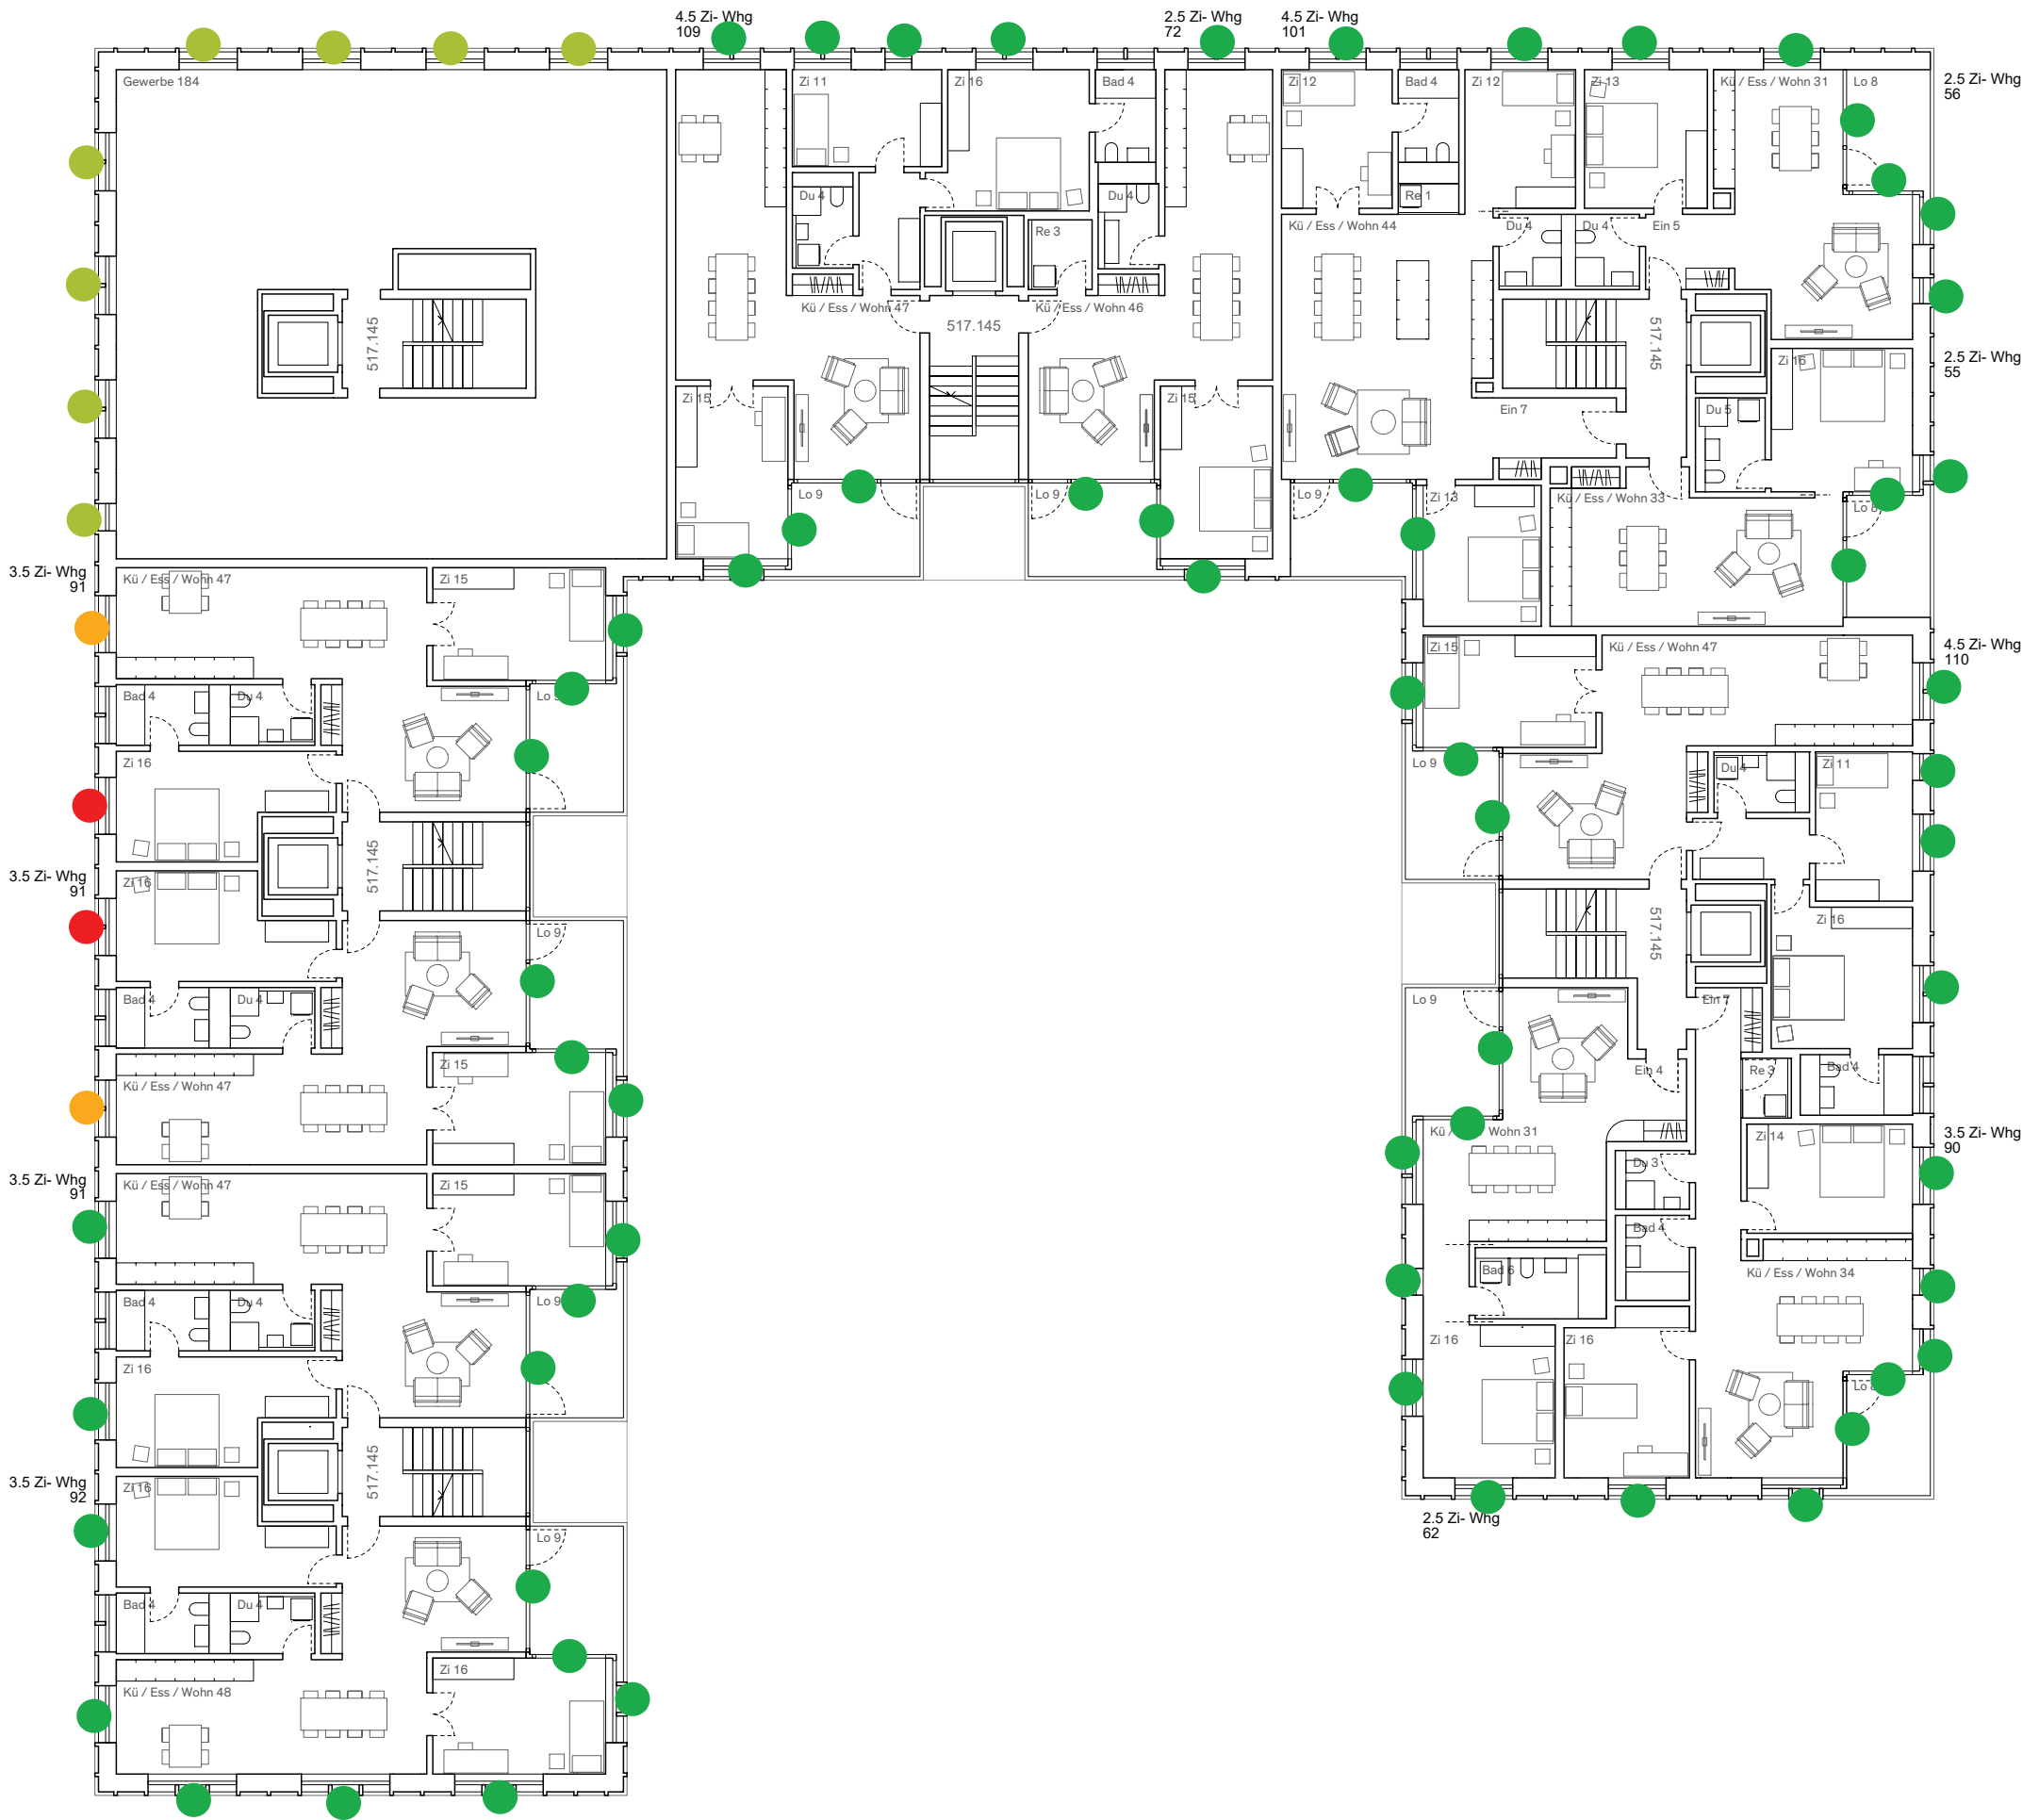 4.5 Zi- Whg
109
2.5 Zi- Whg
72
4.5 Zi- Whg
101
Gewerbe 184
Zi 11
Zi 16
Bad 4
Zi 12
Bad 4
Zi 12
Zi 13
Kü / Ess / Wohn 31
Lo 8
2.5 Zi- Whg
56
Du 4
Du 4
Re 1
Re 3
Kü / Ess / Wohn 44
Du 4
Du 4
Ein 5
Kü / Ess / Wohn 47
Kü / Ess / Wohn 46
517.145
517.145
517.145
Zi 16
2.5 Zi- Whg
55
Zi 15
Zi 15
Ein 7
Du 5
Lo 9
Lo 9
Lo 9
Zi 13
Kü / Ess / Wohn 33
Lo 8
3.5 Zi- Whg
91
Kü / Ess / Wohn 47
Zi 15
Zi 15
Kü / Ess / Wohn 47
4.5 Zi- Whg
110
Bad 4
Du 4
Lo 9
Zi 16
Lo 9
Du 4
Zi 11
517.145
3.5 Zi- Whg
91
Zi 16
Lo 9
517.145
Zi 16
Bad 4
Du 4
Lo 9
Ein 7
Zi 15
Kü / Ess / Wohn 47
Ein 4
Re 3
Bad 4
Kü / Ess / Wohn 31
Zi 14
3.5 Zi- Whg
90
3.5 Zi- Whg
91
Kü / Ess / Wohn 47
Zi 15
Du 3
Bad 4
Bad 6
Kü / Ess / Wohn 34
Bad 4
Du 4
Lo 9
Zi 16
Zi 16
Zi 16
517.145
3.5 Zi- Whg
92
Zi 16
Lo 9
2.5 Zi- Whg
62
Bad 4
Du 4
Zi 16
Kü / Ess / Wohn 48